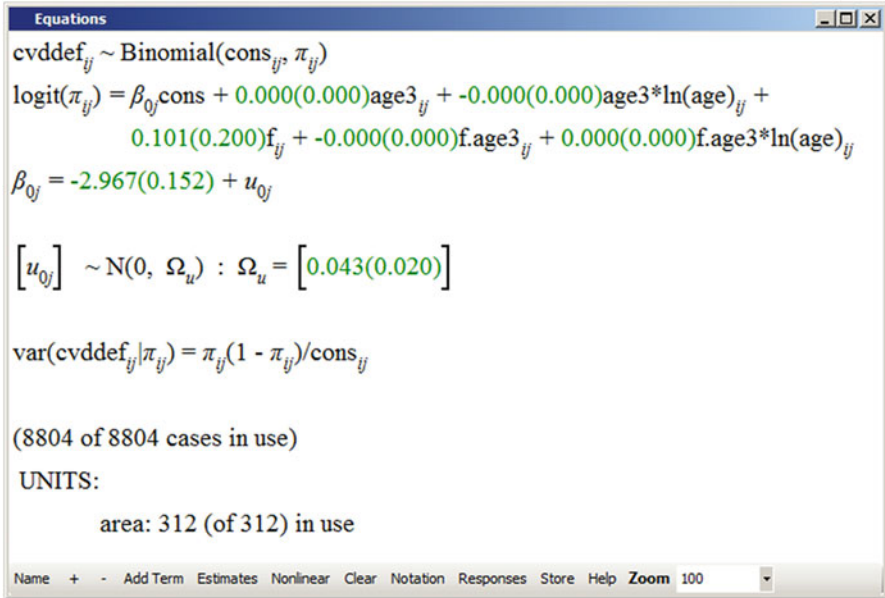 Equations
cvddef_ij ~ Binomial(cons_ij, π_ij)
logit(π_ij) = β_0jcons + 0.000(0.000)age3_ij + -0.000(0.000)age3*ln(age)_ij +
0.101(0.200)f_ij + -0.000(0.000)f.age3_ij + 0.000(0.000)f.age3*ln(age)_ij
β_0j = -2.967(0.152) + u_0j
[u_0j] ~ N(0, Ω_u) : Ω_u = [0.043(0.020)]
var(cvddef_ij|π_ij) = π_ij(1 - π_ij)/cons_ij
(8804 of 8804 cases in use)
UNITS:
area: 312 (of 312) in use
Name + - Add Term Estimates Nonlinear Clear Notation Responses Store Help Zoom 100